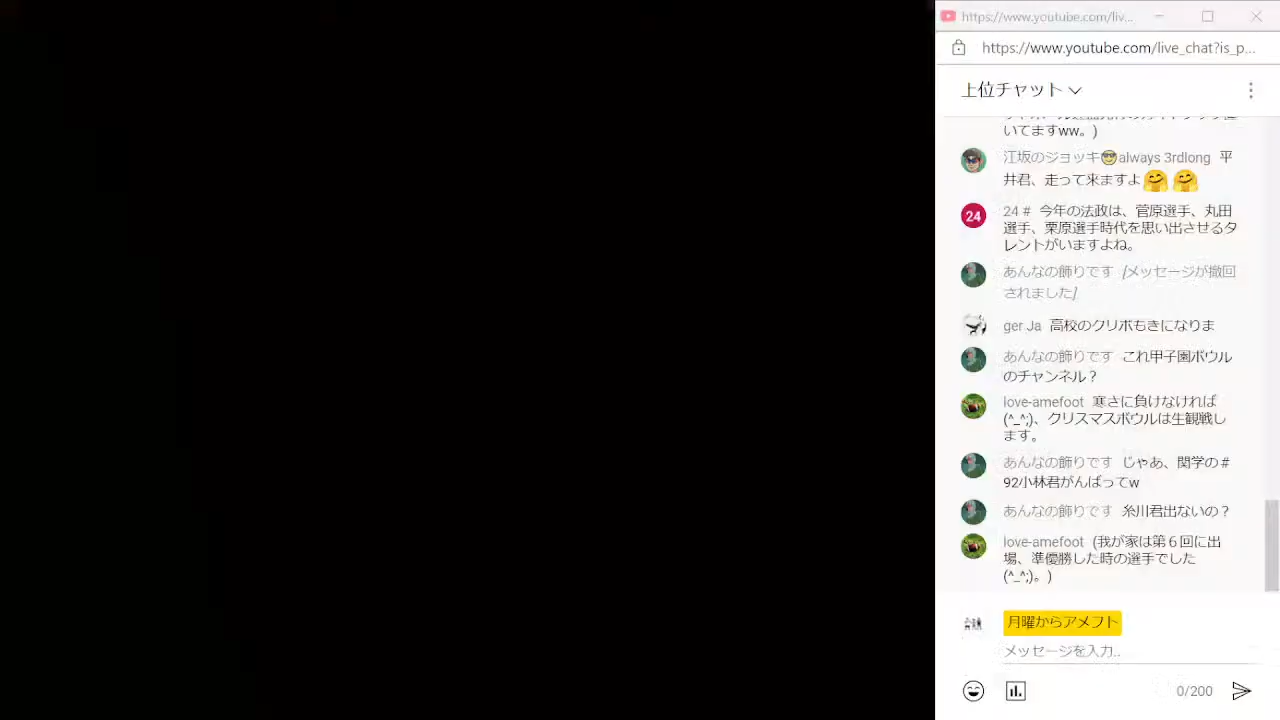 https://www.youtube.com/liv...
https://www.youtube.com/live_chat?is_p...
上位チャット
いてますww。)
江坂のジョッキ😎always 3rdlong 平
井君、走って来ますよ🤗🤗
24 # 今年の法政は、菅原選手、丸田
選手、栗原選手時代を思い出させるタ
レントがいますよね。
あんなの飾りです [メッセージが撤回
されました]
ger Ja 高校のクリボもきになりま
あんなの飾りです これ甲子園ボウル
のチャンネル？
love-amefoot 寒さに負けなければ
(^_^;)、クリスマスボウルは生観戦し
ます。
あんなの飾りです じゃあ、関学の＃
92小林君がんばってw
あんなの飾りです 糸川君出ないの？
love-amefoot (我が家は第６回に出
場、準優勝した時の選手でした
(^_^;)。)
月曜からアメフト
メッセージを入力..
0/200